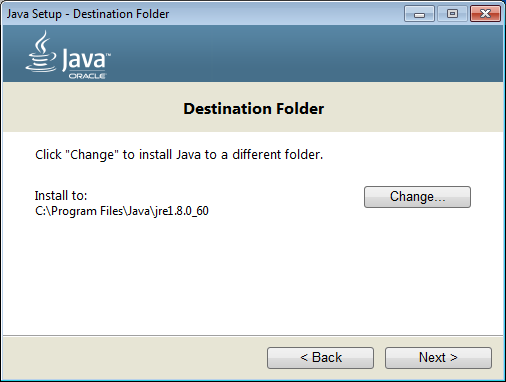 Java Setup - Destination Folder
Java™
ORACLE
Destination Folder
Click "Change" to install Java to a different folder.
Install to:
C:\Program Files\Java\jre1.8.0_60
Change...
< Back
Next >